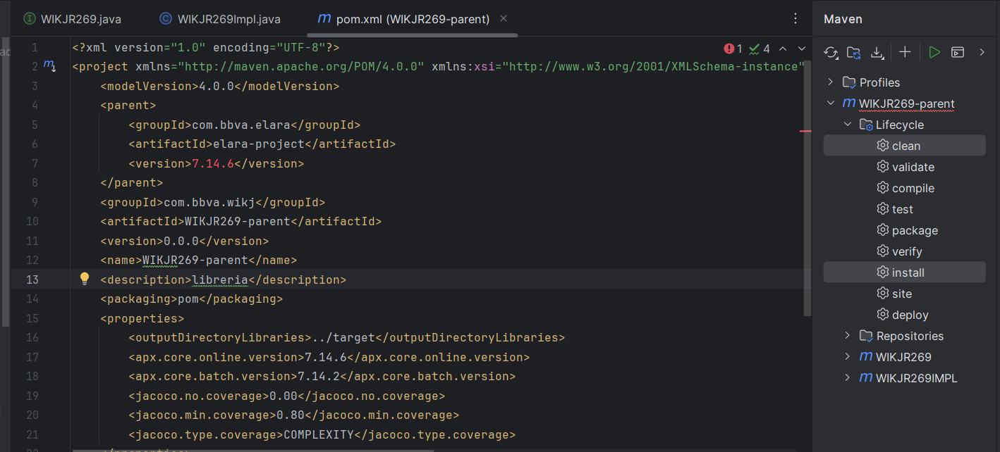 WIKJR269.java
WIKJR269Impl.java
pom.xml (WIKJR269-parent)
Maven
1 <?xml version="1.0" encoding="UTF-8"?>
1 4
2 <project xmlns="http://maven.apache.org/POM/4.0.0" xmlns:xsi="http://www.w3.org/2001/XMLSchema-instance"
3 <modelVersion>4.0.0</modelVersion>
4 <parent>
5 <groupId>com.bbva.elara</groupId>
6 <artifactId>elara-project</artifactId>
7 <version>7.14.6</version>
8 </parent>
9 <groupId>com.bbva.wikj</groupId>
10 <artifactId>WIKJR269-parent</artifactId>
11 <version>0.0.0</version>
12 <name>WIKJR269-parent</name>
13 <description>libreria</description>
14 <packaging>pom</packaging>
15 <properties>
16 <outputDirectoryLibraries>../target</outputDirectoryLibraries>
17 <apx.core.online.version>7.14.6</apx.core.online.version>
18 <apx.core.batch.version>7.14.2</apx.core.batch.version>
19 <jacoco.no.coverage>0.00</jacoco.no.coverage>
20 <jacoco.min.coverage>0.80</jacoco.min.coverage>
21 <jacoco.type.coverage>COMPLEXITY</jacoco.type.coverage>
Profiles
WIKJR269-parent
Lifecycle
clean
validate
compile
test
package
verify
install
site
deploy
Repositories
WIKJR269
WIKJR269IMPL